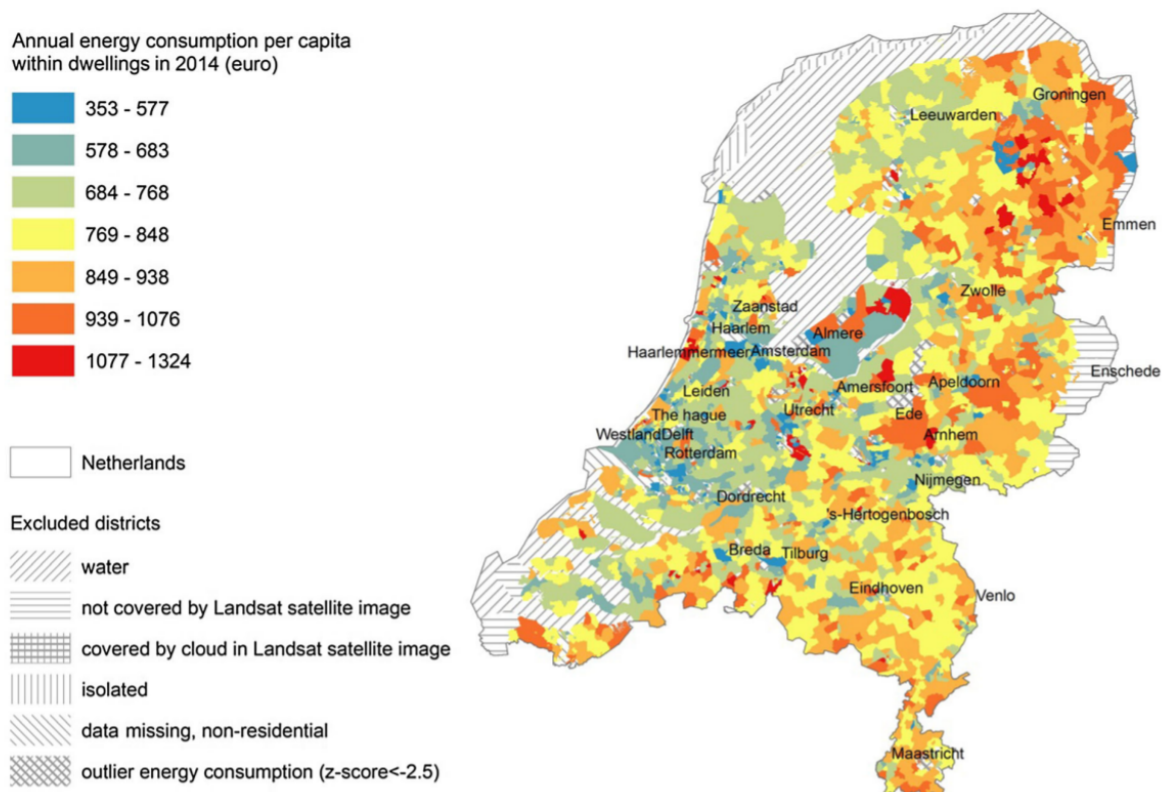 Annual energy consumption per capita
within dwellings in 2014 (euro)
353 - 577
578 - 683
684 - 768
769 - 848
849 - 938
939 - 1076
1077 - 1324
Netherlands
Excluded districts
water
not covered by Landsat satellite image
covered by cloud in Landsat satellite image
isolated
data missing, non-residential
outlier energy consumption (z-score<-2.5)
Groningen
Leeuwarden
Emmen
Zwolle
Zaanstad
Haarlem
Almere
Haarlemmermeer
Amsterdam
Enschede
Leiden
Amersfoort
Apeldoorn
The hague
Utrecht
Ede
Westland
Delft
Arnhem
Rotterdam
Nijmegen
Dordrecht
's-Hertogenbosch
Breda
Tilburg
Eindhoven
Venlo
Maastricht